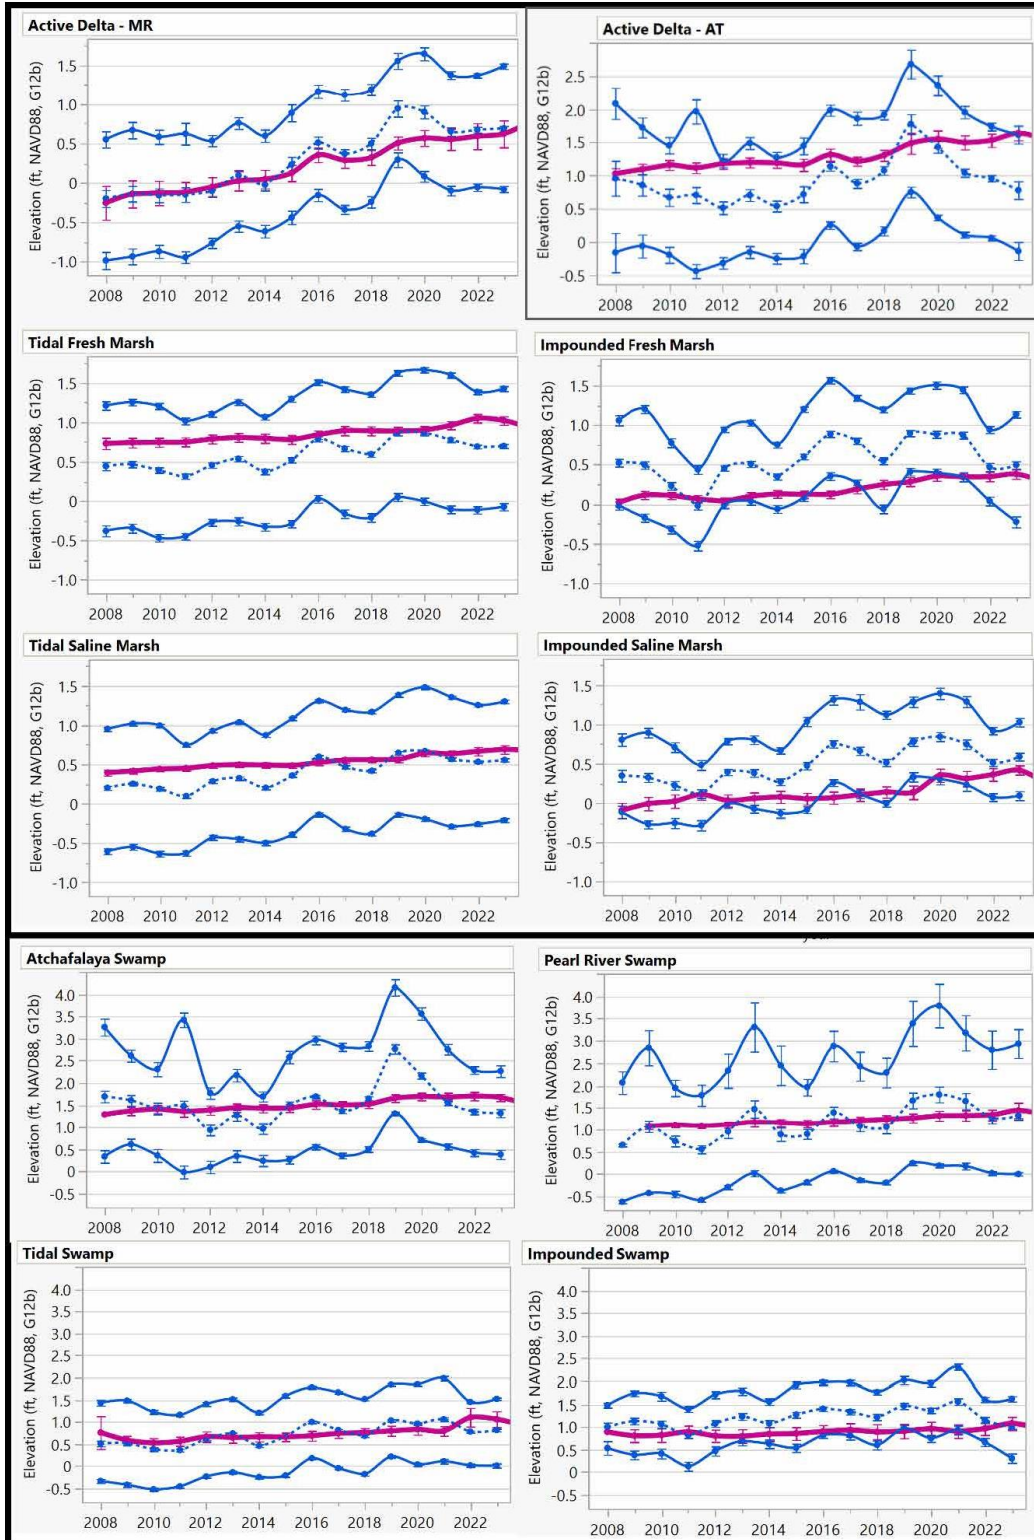 Active Delta - MR
Elevation (ft, NAVD88, G12b)
1.5
1.0
0.5
0
-0.5
-1.0
2008 2010 2012 2014 2016 2018 2020 2022
Active Delta - AT
Elevation (ft, NAVD88, G12b)
2.5
2.0
1.5
1.0
0.5
0
-0.5
2008 2010 2012 2014 2016 2018 2020 2022
Tidal Fresh Marsh
Elevation (ft, NAVD88, G12b)
1.5
1.0
0.5
0
-0.5
-1.0
2008 2010 2012 2014 2016 2018 2020 2022
Impounded Fresh Marsh
Elevation (ft, NAVD88, G12b)
1.5
1.0
0.5
0
-0.5
-1.0
2008 2010 2012 2014 2016 2018 2020 2022
Tidal Saline Marsh
Elevation (ft, NAVD88, G12b)
1.5
1.0
0.5
0
-0.5
-1.0
2008 2010 2012 2014 2016 2018 2020 2022
Impounded Saline Marsh
Elevation (ft, NAVD88, G12b)
1.5
1.0
0.5
0
-0.5
-1.0
2008 2010 2012 2014 2016 2018 2020 2022
Atchafalaya Swamp
Elevation (ft, NAVD88, G12b)
4.0
3.5
3.0
2.5
2.0
1.5
1.0
0.5
0
-0.5
2008 2010 2012 2014 2016 2018 2020 2022
Pearl River Swamp
Elevation (ft, NAVD88, G12b)
4.0
3.5
3.0
2.5
2.0
1.5
1.0
0.5
0
-0.5
2008 2010 2012 2014 2016 2018 2020 2022
Tidal Swamp
Elevation (ft, NAVD88, G12b)
4.0
3.5
3.0
2.5
2.0
1.5
1.0
0.5
0
-0.5
2008 2010 2012 2014 2016 2018 2020 2022
Impounded Swamp
Elevation (ft, NAVD88, G12b)
4.0
3.5
3.0
2.5
2.0
1.5
1.0
0.5
0
-0.5
2008 2010 2012 2014 2016 2018 2020 2022